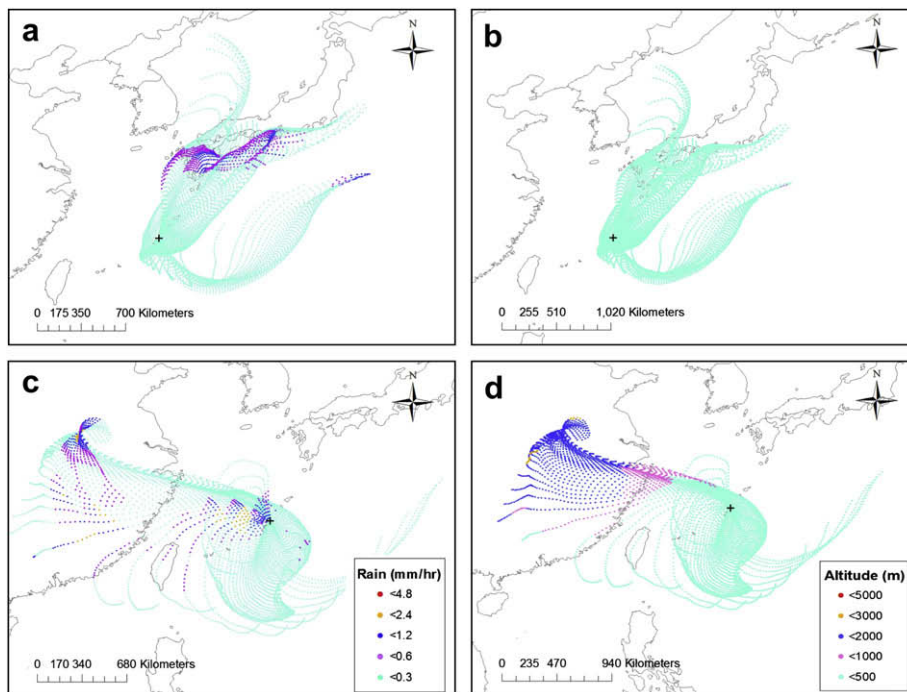 a
N
0 175 350 700 Kilometers
b
N
0 255 510 1,020 Kilometers
c
N
Rain (mm/hr)
<4.8
<2.4
<1.2
<0.6
<0.3
0 170 340 680 Kilometers
d
N
Altitude (m)
<5000
<3000
<2000
<1000
<500
0 235 470 940 Kilometers